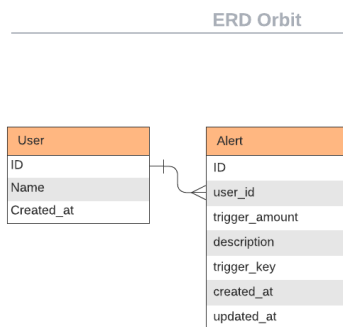 ERD Orbit
User
ID
Name
Created_at
Alert
ID
user_id
trigger_amount
description
trigger_key
created_at
updated_at